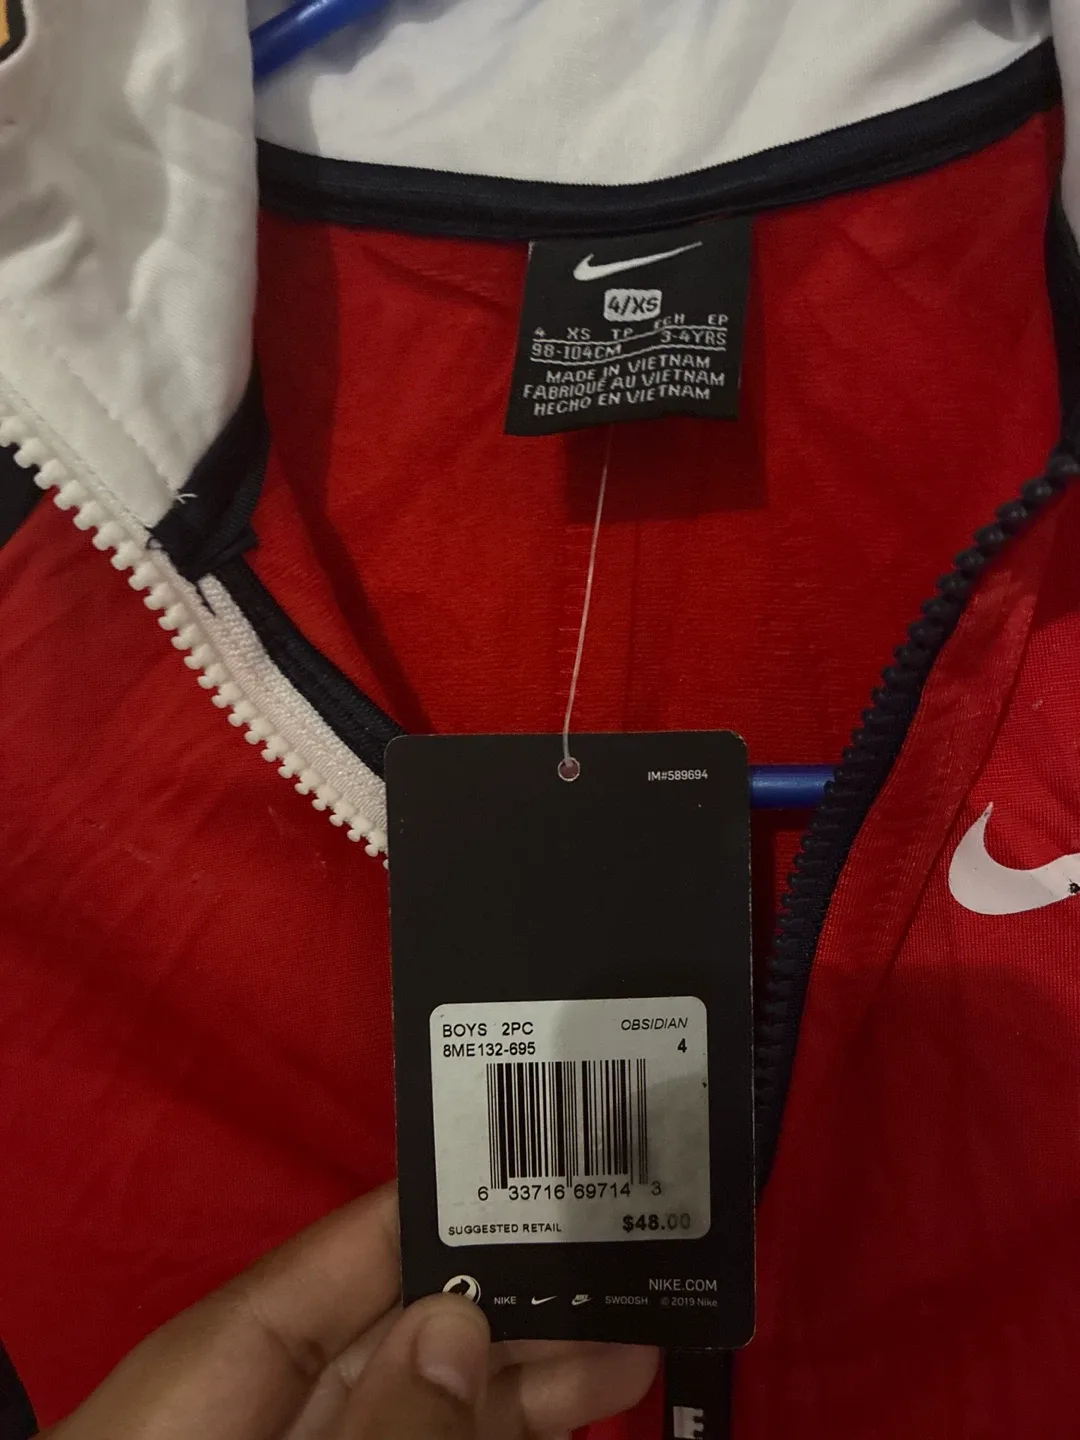 4/XS
4 XS TP EP
98-104CM 3-4YRS
MADE IN VIETNAM
FABRIQUÉ AU VIETNAM
HECHO EN VIETNAM
IM#589694
BOYS 2PC OBSIDIAN
8ME132-695 4
6 33716 69714 3
SUGGESTED RETAIL $48.00
NIKE.COM
NIKE SWOOSH © 2019 Nike
E